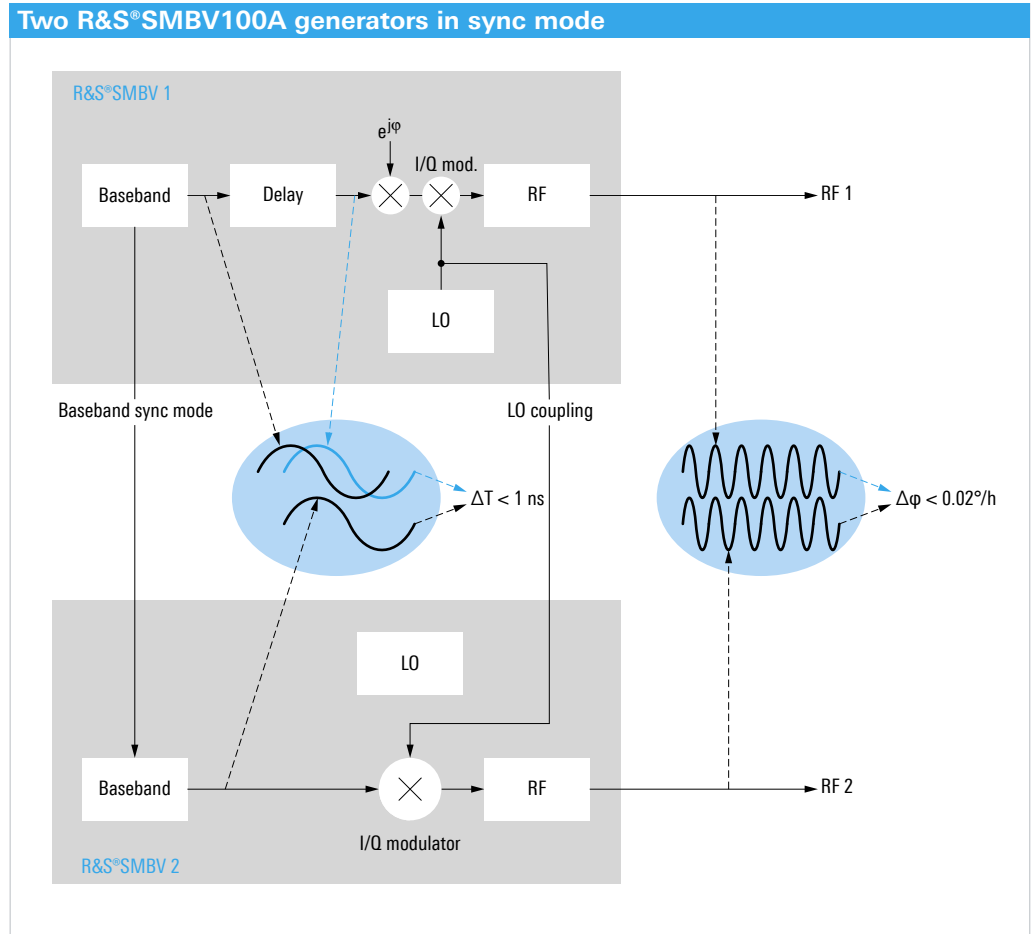 Two R&S®SMBV100A generators in sync mode
R&S®SMBV 1
e^jφ
I/Q mod.
Baseband
Delay
RF
RF 1
LO
Baseband sync mode
LO coupling
ΔT < 1 ns
Δφ < 0.02°/h
LO
Baseband
RF
RF 2
I/Q modulator
R&S®SMBV 2